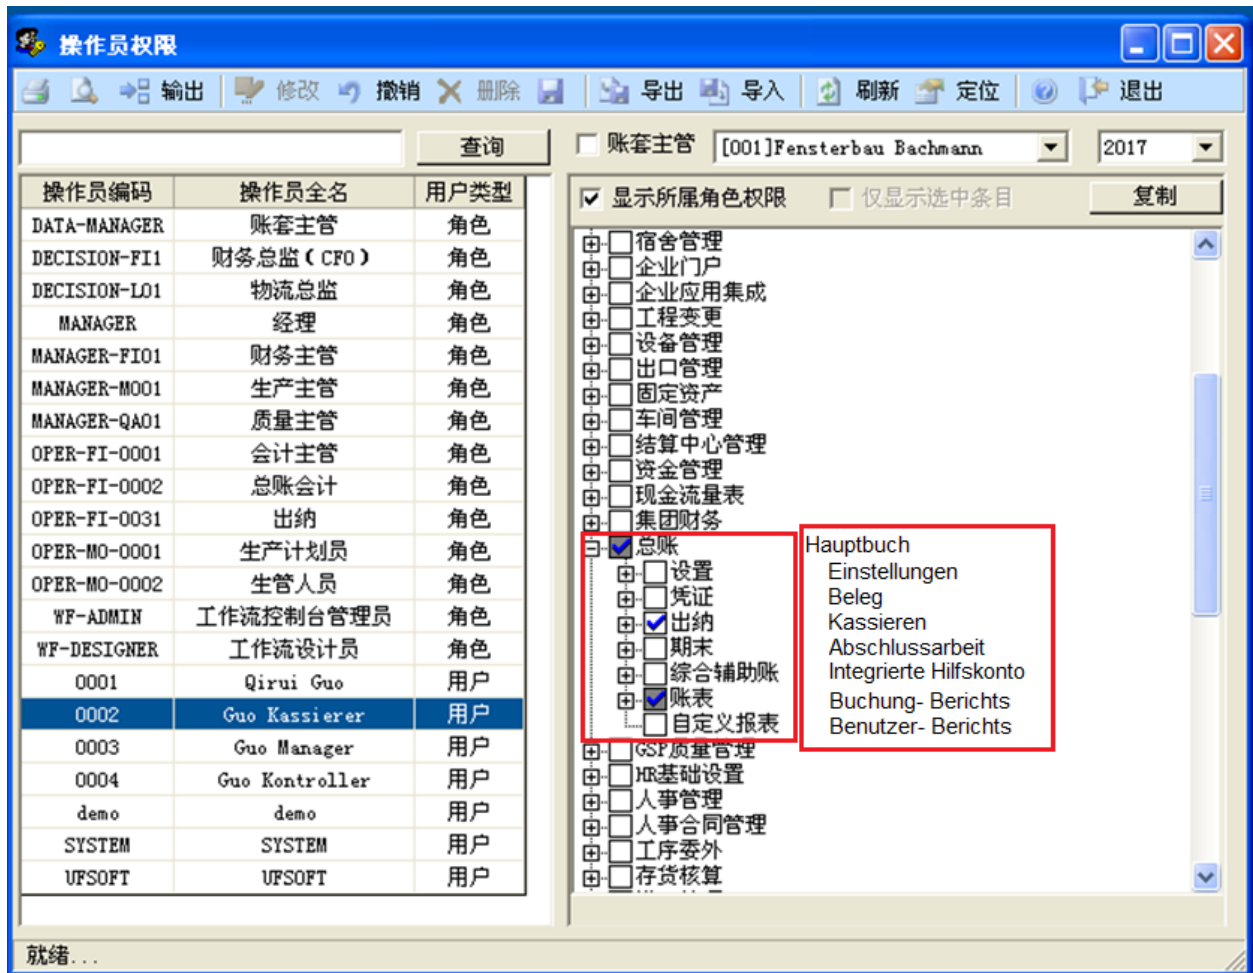 操作员权限
输出 修改 撤销 删除 导出 导入 刷新 定位 退出
查询 账套主管 [001]Fensterbau Bachmann 2017
显示所属角色权限 仅显示选中条目 复制
操作员编码 操作员全名 用户类型
DATA-MANAGER 账套主管 角色
DECISION-FI1 财务总监(CFO) 角色
DECISION-LO1 物流总监 角色
MANAGER 经理 角色
MANAGER-FI01 财务主管 角色
MANAGER-MO01 生产主管 角色
MANAGER-QA01 质量主管 角色
OPER-FI-0001 会计主管 角色
OPER-FI-0002 总账会计 角色
OPER-FI-0031 出纳 角色
OPER-MO-0001 生产计划员 角色
OPER-MO-0002 生管人员 角色
WF-ADMIN 工作流控制台管理员 角色
WF-DESIGNER 工作流设计员 角色
0001 Qirui Guo 用户
0002 Guo Kassierer 用户
0003 Guo Manager 用户
0004 Guo Kontroller 用户
demo demo 用户
SYSTEM SYSTEM 用户
UFSOFT UFSOFT 用户
宿舍管理
企业门户
企业应用集成
工程变更
设备管理
出口管理
固定资产
车间管理
结算中心管理
资金管理
现金流量表
集团财务
总账 Hauptbuch
设置 Einstellungen
凭证 Beleg
出纳 Kassieren
期末 Abschlussarbeit
综合辅助账 Integrierte Hilfskonto
账表 Buchung- Berichts
自定义报表 Benutzer- Berichts
GSP质量管理
HR基础设置
人事管理
人事合同管理
工序委外
存货核算
就绪...